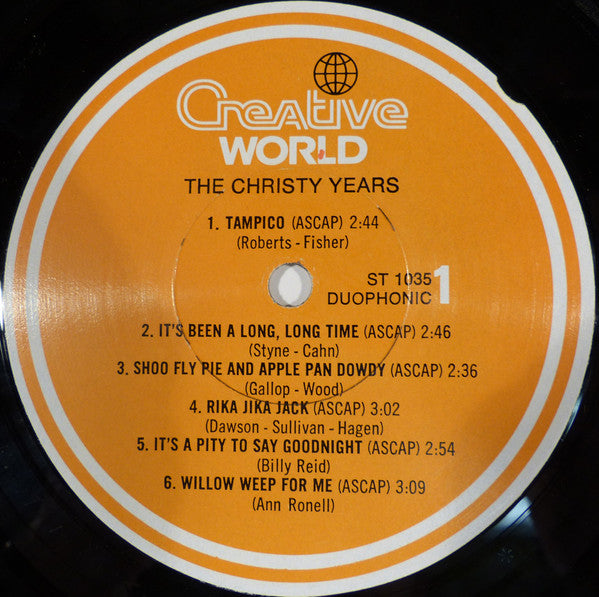 Creative
WORLD
THE CHRISTY YEARS
1. TAMPICO (ASCAP) 2:44
(Roberts - Fisher)
ST 1035 1
DUOPHONIC
2. IT'S BEEN A LONG, LONG TIME (ASCAP) 2:46
(Styne - Cahn)
3. SHOO FLY PIE AND APPLE PAN DOWDY (ASCAP) 2:36
(Gallop - Wood)
4. RIKA JIKA JACK (ASCAP) 3:02
(Dawson - Sullivan - Hagen)
5. IT'S A PITY TO SAY GOODNIGHT (ASCAP) 2:54
(Billy Reid)
6. WILLOW WEEP FOR ME (ASCAP) 3:09
(Ann Ronell)